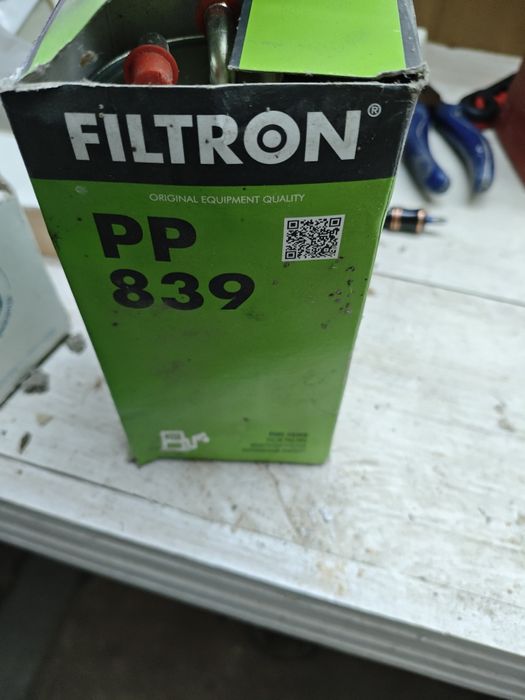 FILTRON®
ORIGINAL EQUIPMENT QUALITY
PP
839